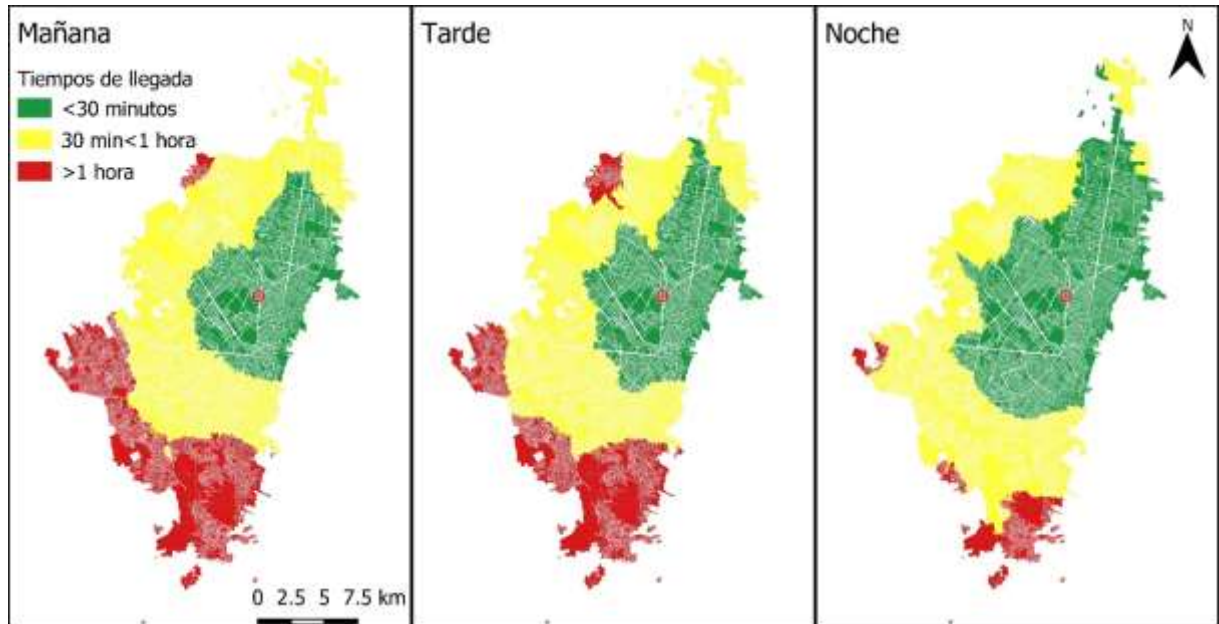 Mañana
Tiempos de llegada
<30 minutos
30 min<1 hora
>1 hora
0 2.5 5 7.5 km
Tarde
Noche
N